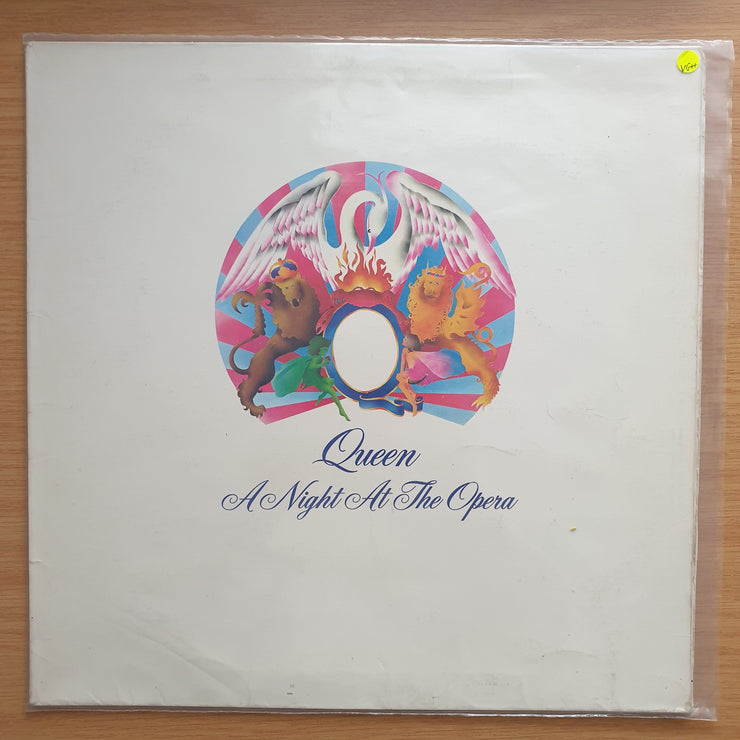 VG++
Queen
A Night At The Opera